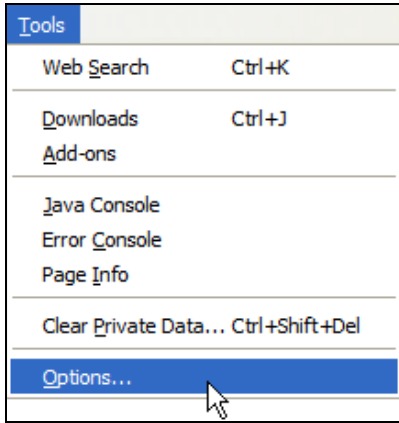 Tools
Web Search Ctrl+K
Downloads Ctrl+J
Add-ons
Java Console
Error Console
Page Info
Clear Private Data... Ctrl+Shift+Del
Options...